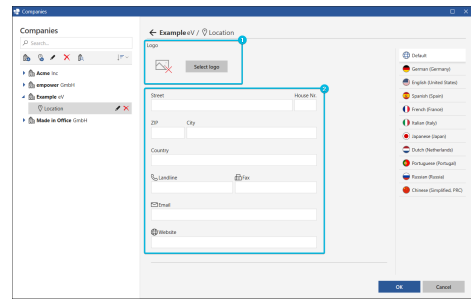 Companies
Companies
Search...
Acme Inc
empower GmbH
Example eV
Location
Made in Office GmbH
Example eV / Location
1
Logo
Select logo
2
Street House Nr.
ZIP City
Country
Landline Fax
Email
Website
Default
German (Germany)
English (United States)
Spanish (Spain)
French (France)
Italian (Italy)
Japanese (Japan)
Dutch (Netherlands)
Portuguese (Portugal)
Russian (Russia)
Chinese (Simplified, PRC)
OK Cancel